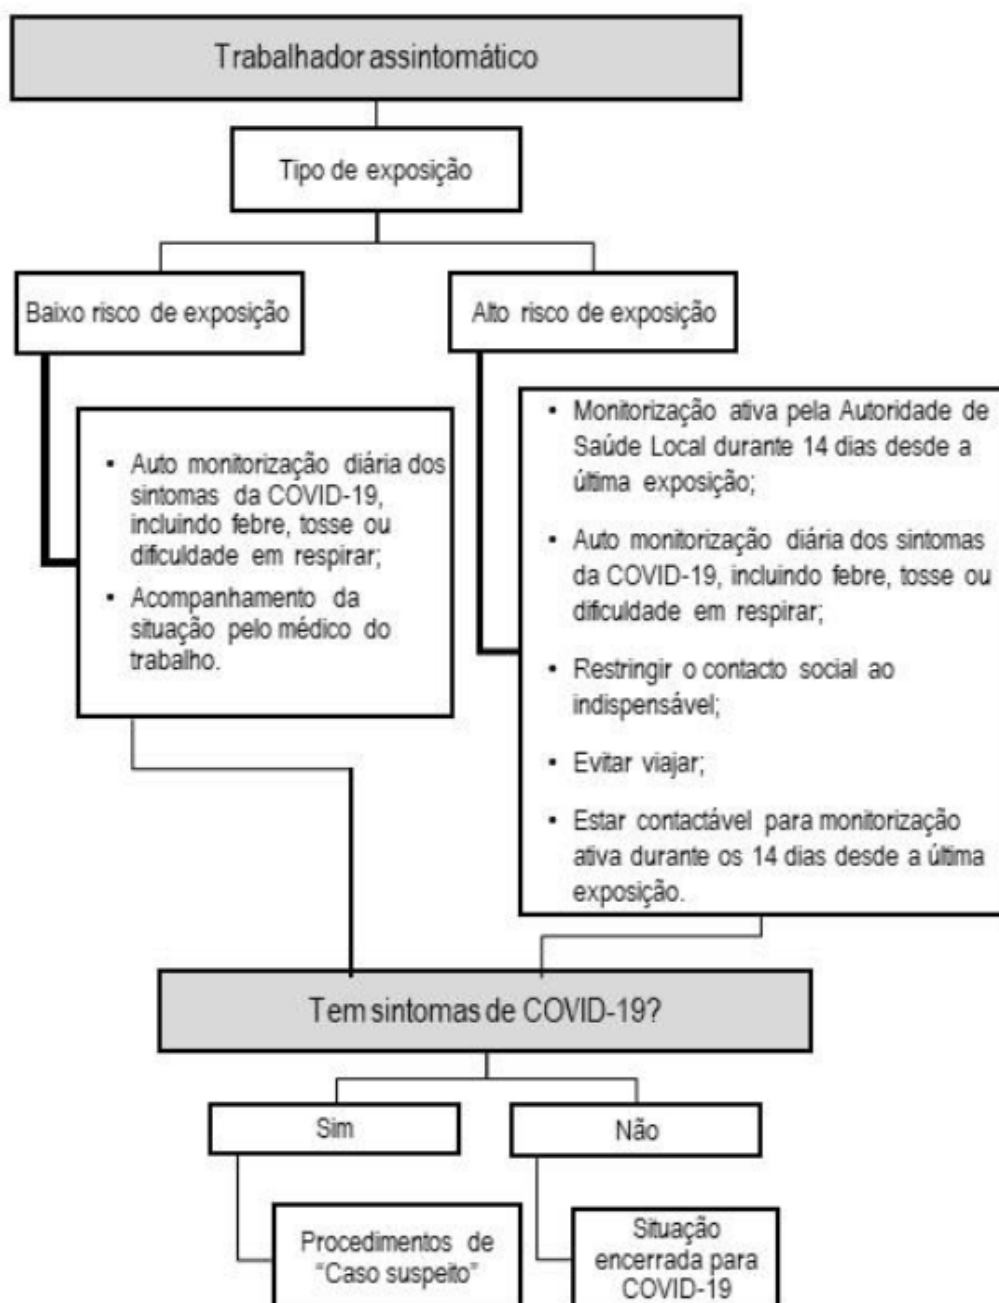 Trabalhador assintomático
Tipo de exposição
Baixo risco de exposição
Alto risco de exposição
▪ Auto monitorização diária dos
sintomas da COVID-19,
incluindo febre, tosse ou
dificuldade em respirar;
▪ Acompanhamento da
situação pelo médico do
trabalho.
▪ Monitorização ativa pela Autoridade de
Saúde Local durante 14 dias desde a
última exposição;
▪ Auto monitorização diária dos sintomas
da COVID-19, incluindo febre, tosse ou
dificuldade em respirar;
▪ Restringir o contacto social ao
indispensável;
▪ Evitar viajar;
▪ Estar contactável para monitorização
ativa durante os 14 dias desde a última
exposição.
Tem sintomas de COVID-19?
Sim
Não
Procedimentos de
“Caso suspeito”
Situação
encerrada para
COVID-19